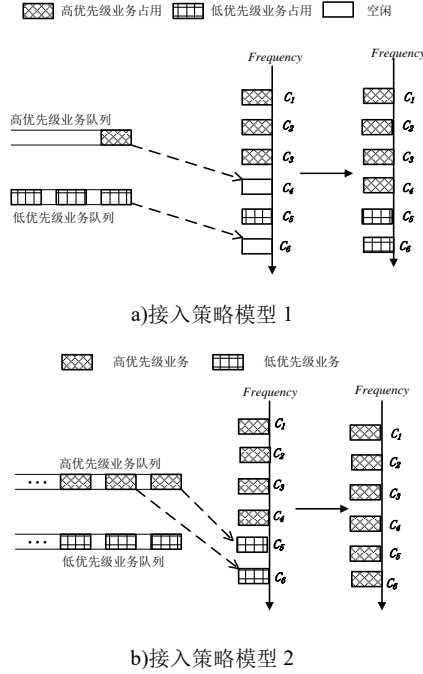 高优先级业务占用 低优先级业务占用 空闲
Frequency Frequency
C1 C1
高优先级业务队列 C2 C2
C3 C3
C4 C4
低优先级业务队列 C5 C5
C6 C6
a)接入策略模型 1
高优先级业务 低优先级业务
Frequency Frequency
C1 C1
高优先级业务队列 C2 C2
··· C3 C3
C4 C4
··· C5 C5
低优先级业务队列 C6 C6
b)接入策略模型 2